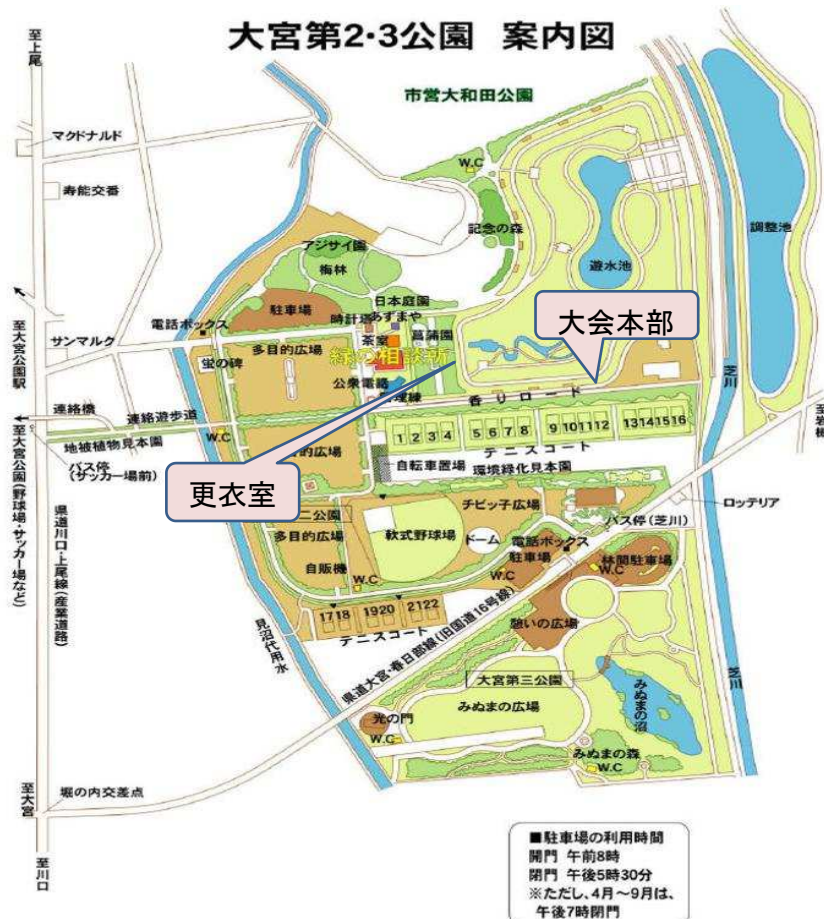 大宮第2・3公園 案内図
至上尾
市営大和田公園
マクドナルド
W.C
寿能交番
記念の森
調整池
アジサイ園
遊水池
梅林
日本庭園
駐車場
時計塔
あずまや
大会本部
電話ボックス
茶室
菖蒲園
至大宮公園駅
サンマルク
多目的広場
緑の相談所
蛍の碑
公衆電話
芝川
香りロード
連絡橋
連絡遊歩道
至岩槻
地被植物見本園
W.C
1 2 3 4 5 6 7 8 9 10 11 12 13 14 15 16
テニスコート
バス停
(サッカー場前)
至大宮公園(野球場・サッカー場など)
自転車置場
環境緑化見本園
更衣室
ロッテリア
チビッ子広場
バス停(芝川)
県道川口・上尾線(産業道路)
二公園
多目的広場
軟式野球場
ドーム
電話ボックス
駐車場
林間駐車場
自販機
W.C
W.C
W.C
17 18 19 20 21 22
テニスコート
憩いの広場
見沼代用水
県道大宮・春日部線(旧国道16号線)
大宮第三公園
みぬまの広場
みぬまの沼
芝川
光の門
W.C
みぬまの森
W.C
至大宮
堀の内交差点
至川口
■駐車場の利用時間
開門 午前8時
閉門 午後5時30分
※ただし、4月～9月は、
午後7時閉門